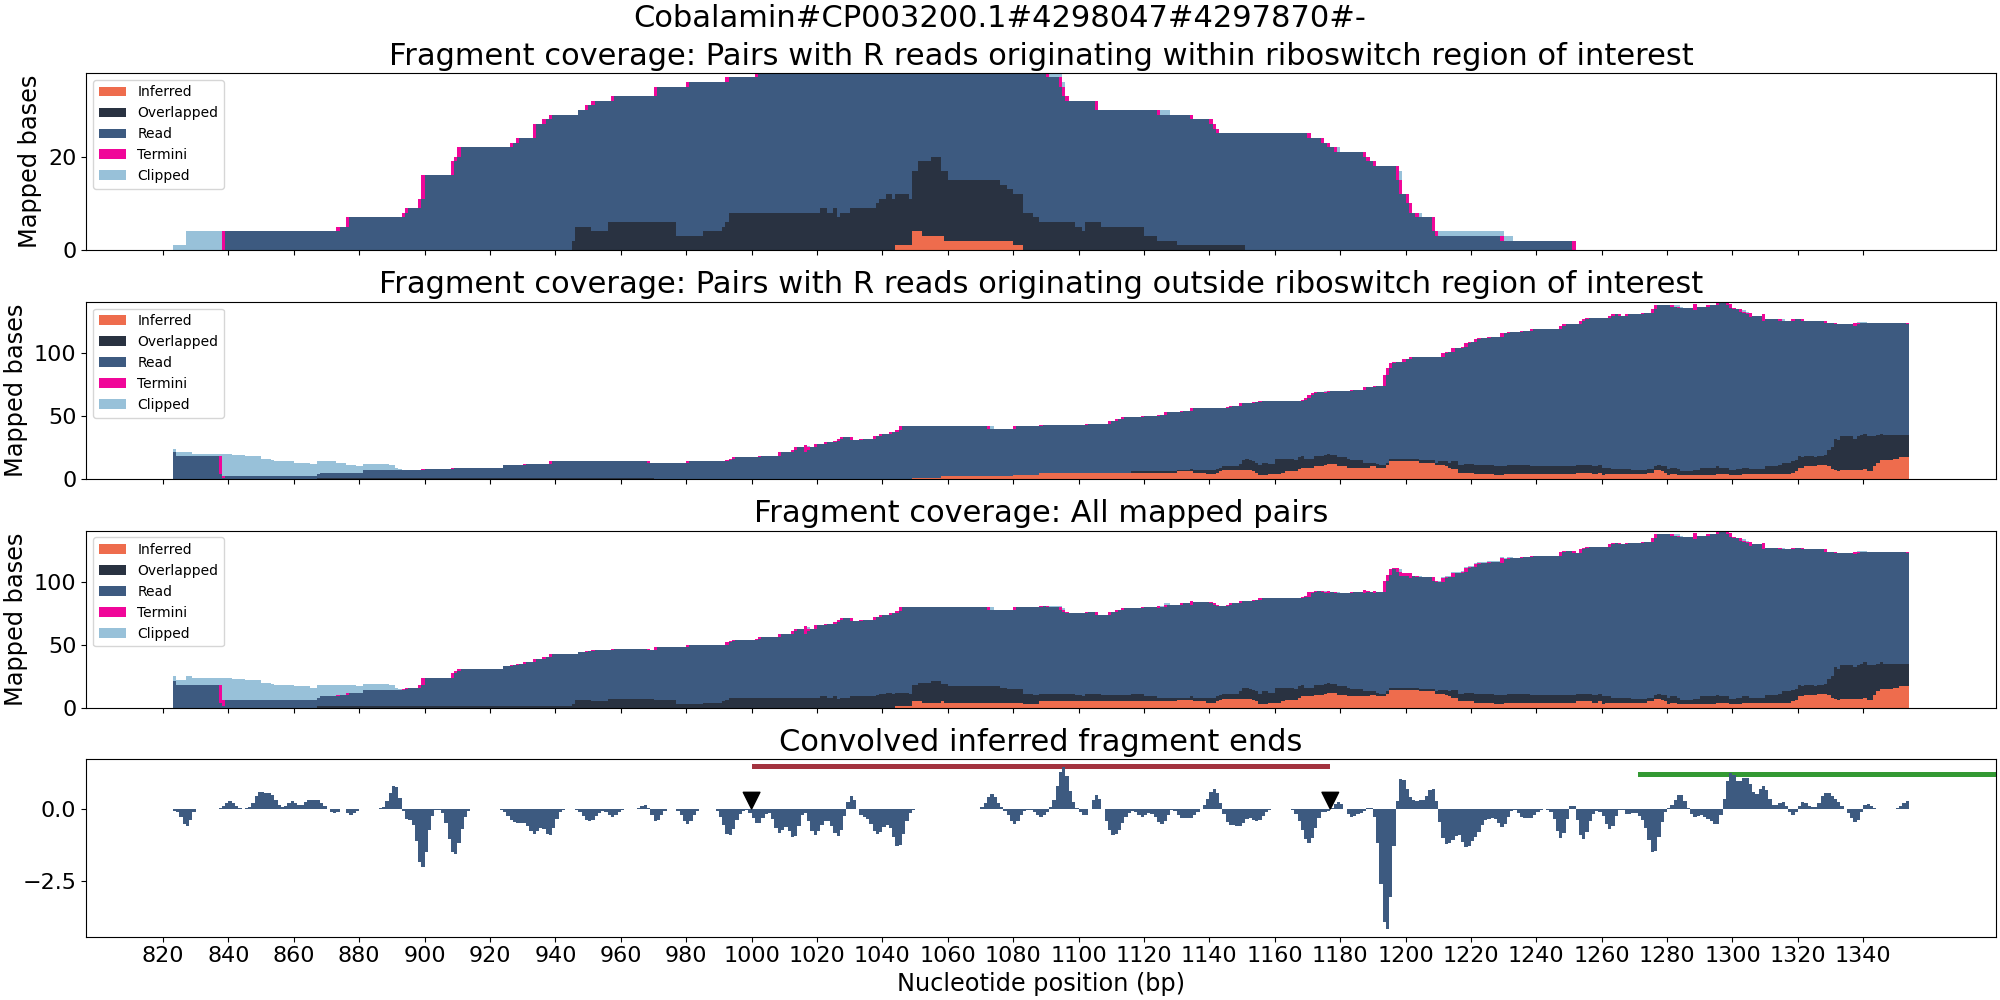 Cobalamin#CP003200.1#4298047#4297870#-
Fragment coverage: Pairs with R reads originating within riboswitch region of interest
Mapped bases
20
0
Inferred
Overlapped
Read
Termini
Clipped
Fragment coverage: Pairs with R reads originating outside riboswitch region of interest
Mapped bases
100
50
0
Inferred
Overlapped
Read
Termini
Clipped
Fragment coverage: All mapped pairs
Mapped bases
100
50
0
Inferred
Overlapped
Read
Termini
Clipped
Convolved inferred fragment ends
0.0
−2.5
820 840 860 880 900 920 940 960 980 1000 1020 1040 1060 1080 1100 1120 1140 1160 1180 1200 1220 1240 1260 1280 1300 1320 1340
Nucleotide position (bp)